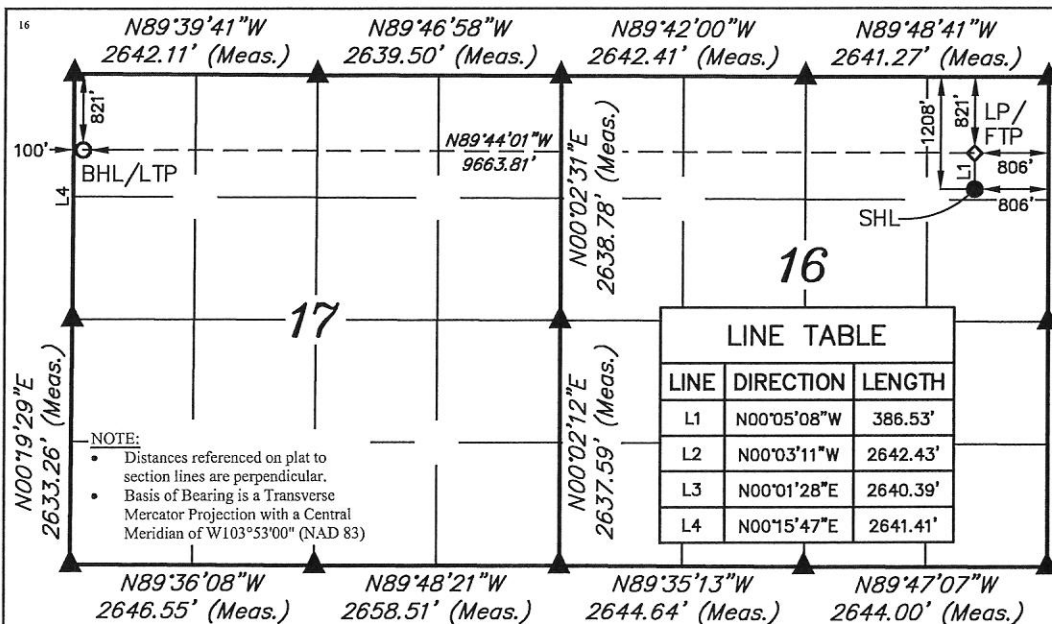 16
N89°39'41"W
2642.11' (Meas.)
N89°46'58"W
2639.50' (Meas.)
N89°42'00"W
2642.41' (Meas.)
N89°48'41"W
2641.27' (Meas.)
821'
100'
BHL/LTP
L4
N89°44'01"W
9663.81'
N00°02'31"E
2638.78' (Meas.)
1208'
821'
LP/
FTP
806'
L1
806'
SHL
17
16
N00°19'29"E
2633.26' (Meas.)
N00°02'12"E
2637.59' (Meas.)
NOTE:
• Distances referenced on plat to
section lines are perpendicular.
• Basis of Bearing is a Transverse
Mercator Projection with a Central
Meridian of W103°53'00" (NAD 83)
LINE TABLE
LINE DIRECTION LENGTH
L1 N00°05'08"W 386.53'
L2 N00°03'11"W 2642.43'
L3 N00°01'28"E 2640.39'
L4 N00°15'47"E 2641.41'
N89°36'08"W
2646.55' (Meas.)
N89°48'21"W
2658.51' (Meas.)
N89°35'13"W
2644.64' (Meas.)
N89°47'07"W
2644.00' (Meas.)